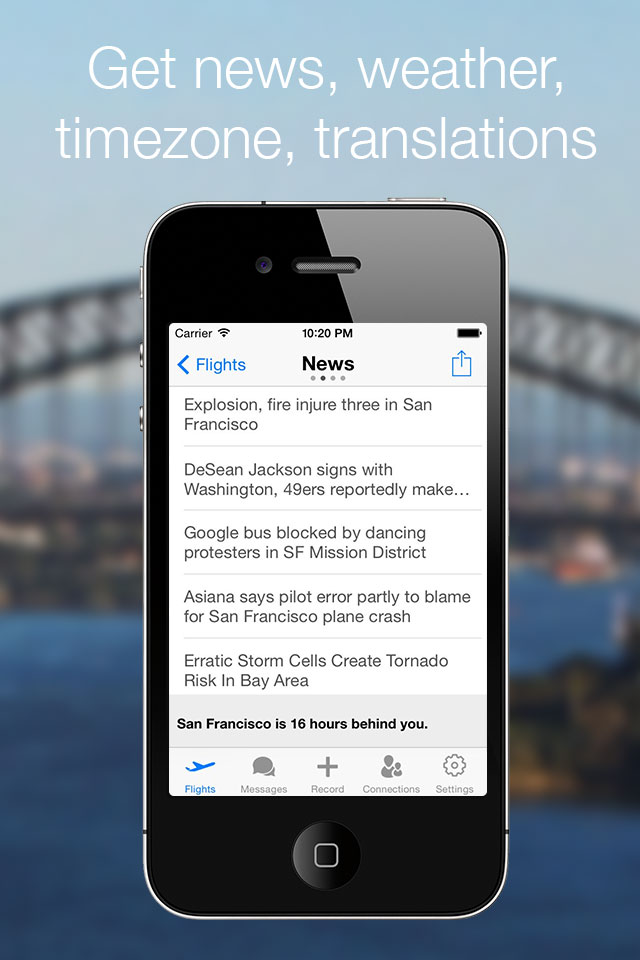 Get news, weather,
timezone, translations
Carrier 10:20 PM
Flights News
Explosion, fire injure three in San
Francisco
DeSean Jackson signs with
Washington, 49ers reportedly make...
Google bus blocked by dancing
protesters in SF Mission District
Asiana says pilot error partly to blame
for San Francisco plane crash
Erratic Storm Cells Create Tornado
Risk In Bay Area
San Francisco is 16 hours behind you.
Flights Messages Record Connections Settings